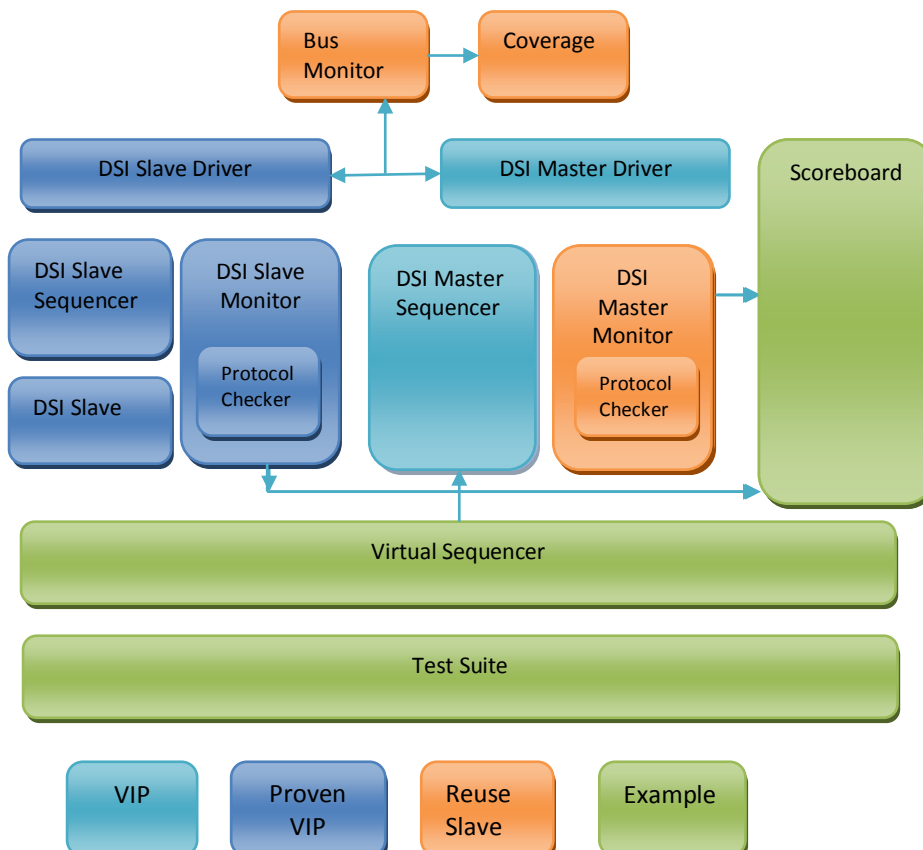 Bus
Monitor
Coverage
DSI Slave Driver
DSI Master Driver
Scoreboard
DSI Slave
Sequencer
DSI Slave
Monitor
Protocol
Checker
DSI Master
Sequencer
DSI
Master
Monitor
Protocol
Checker
DSI Slave
Virtual Sequencer
Test Suite
VIP
Proven
VIP
Reuse
Slave
Example